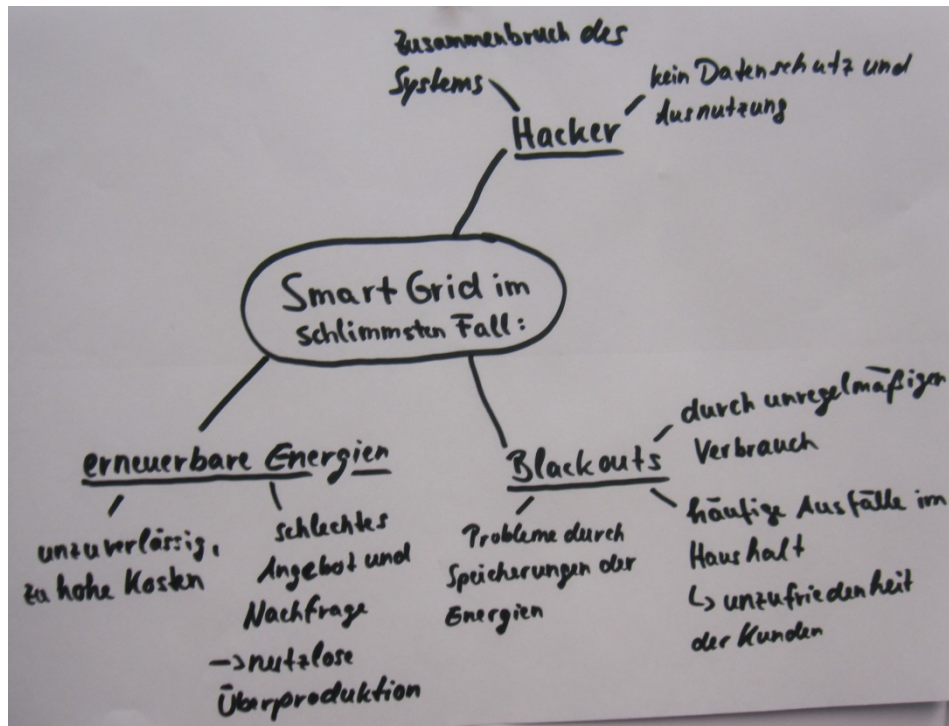 Zusammenbruch des
Systems
kein Datenschutz und
Ausnutzung
Hacker
Smart Grid im
schlimmsten Fall:
erneuerbare Energien
unzuverlässig,
zu hohe Kosten
schlechtes
Angebot und
Nachfrage
→ nutzlose
Überproduktion
Blackouts
durch unregelmäßigen
Verbrauch
Probleme durch
Speicherungen der
Energien
häufige Ausfälle im
Haushalt
↳ unzufriedenheit
der Kunden